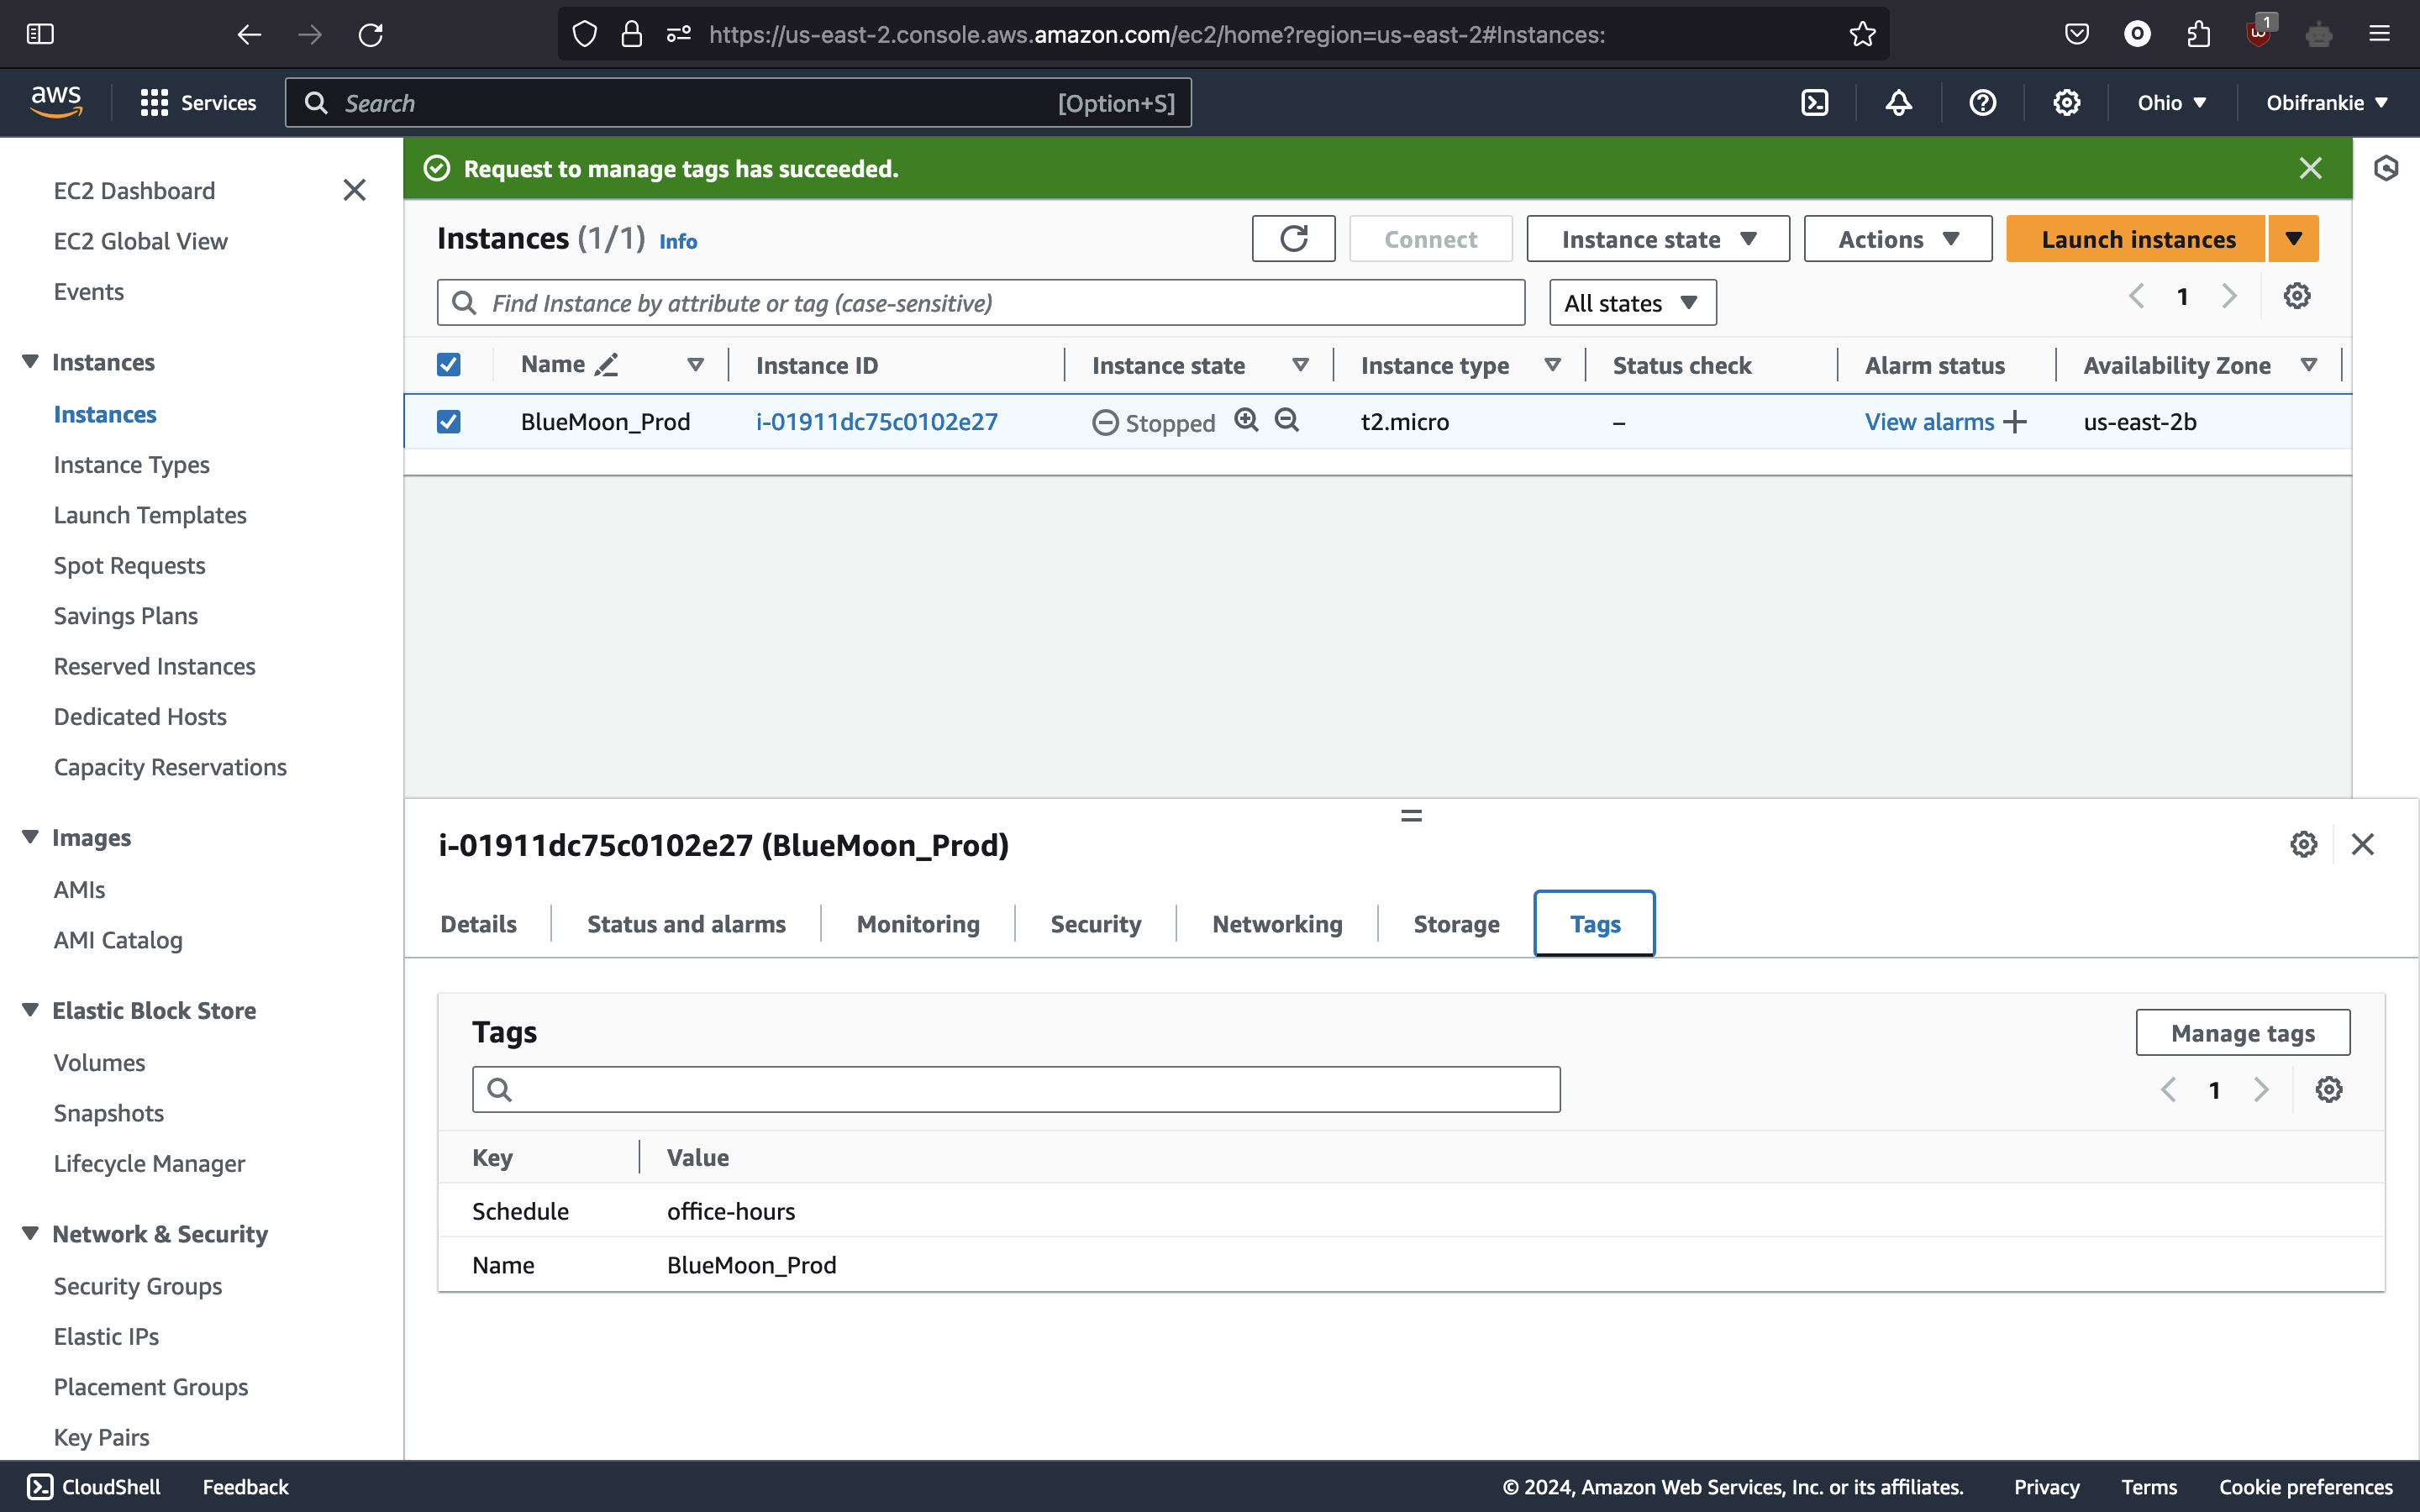 https://us-east-2.console.aws.amazon.com/ec2/home?region=us-east-2#Instances:
1
aws
Services
Search
[Option+S]
Ohio
Obifrankie
EC2 Dashboard
EC2 Global View
Events
Instances
Instances
Instance Types
Launch Templates
Spot Requests
Savings Plans
Reserved Instances
Dedicated Hosts
Capacity Reservations
Images
AMIs
AMI Catalog
Elastic Block Store
Volumes
Snapshots
Lifecycle Manager
Network & Security
Security Groups
Elastic IPs
Placement Groups
Key Pairs
Request to manage tags has succeeded.
Instances (1/1) Info
Connect
Instance state
Actions
Launch instances
Find Instance by attribute or tag (case-sensitive)
All states
1
Name Instance ID Instance state Instance type Status check Alarm status Availability Zone
BlueMoon_Prod i-01911dc75c0102e27 Stopped t2.micro – View alarms + us-east-2b
i-01911dc75c0102e27 (BlueMoon_Prod)
Details Status and alarms Monitoring Security Networking Storage Tags
Tags
Manage tags
1
Key Value
Schedule office-hours
Name BlueMoon_Prod
CloudShell Feedback © 2024, Amazon Web Services, Inc. or its affiliates. Privacy Terms Cookie preferences